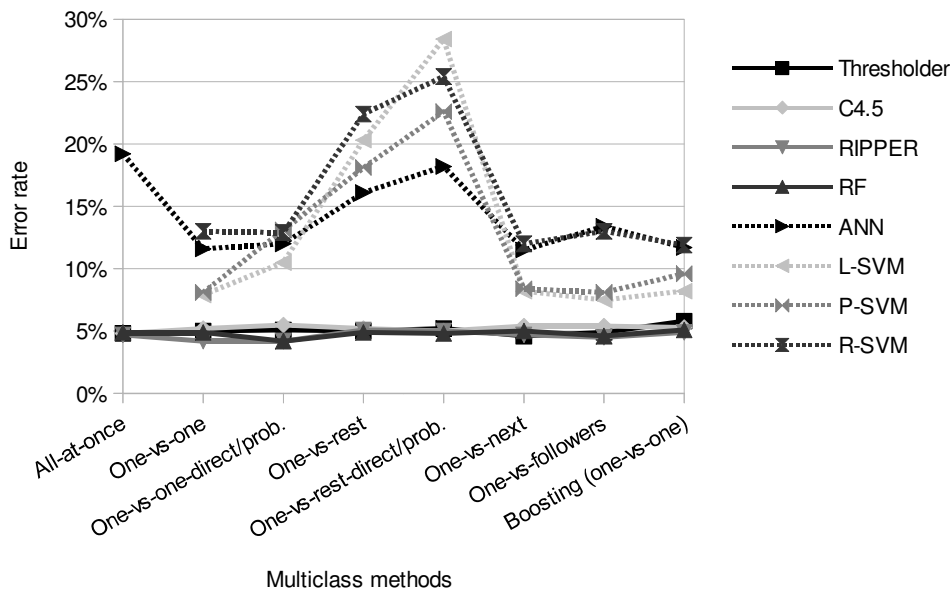 30%
25%
20%
15%
10%
5%
0%
Error rate
All-at-once
One-vs-one
One-vs-one-direct/prob.
One-vs-rest
One-vs-rest-direct/prob.
One-vs-next
One-vs-followers
Boosting (one-vs-one)
Multiclass methods
Thresholder
C4.5
RIPPER
RF
ANN
L-SVM
P-SVM
R-SVM